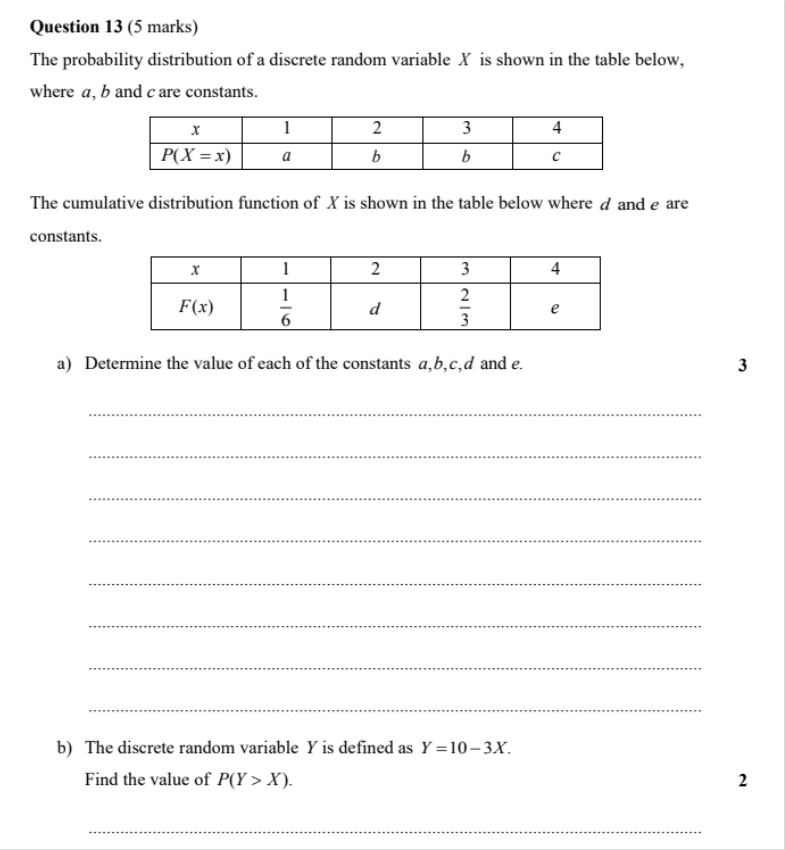 Question 13 (5 marks)
The probability distribution of a discrete random variable X is shown in the table below,
where a, b and c are constants.
x 1 2 3 4
P(X = x) a b b c
The cumulative distribution function of X is shown in the table below where d and e are
constants.
x 1 2 3 4
F(x) 1/6 d 2/3 e
a) Determine the value of each of the constants a,b,c,d and e. 3
b) The discrete random variable Y is defined as Y = 10 − 3X.
Find the value of P(Y > X). 2